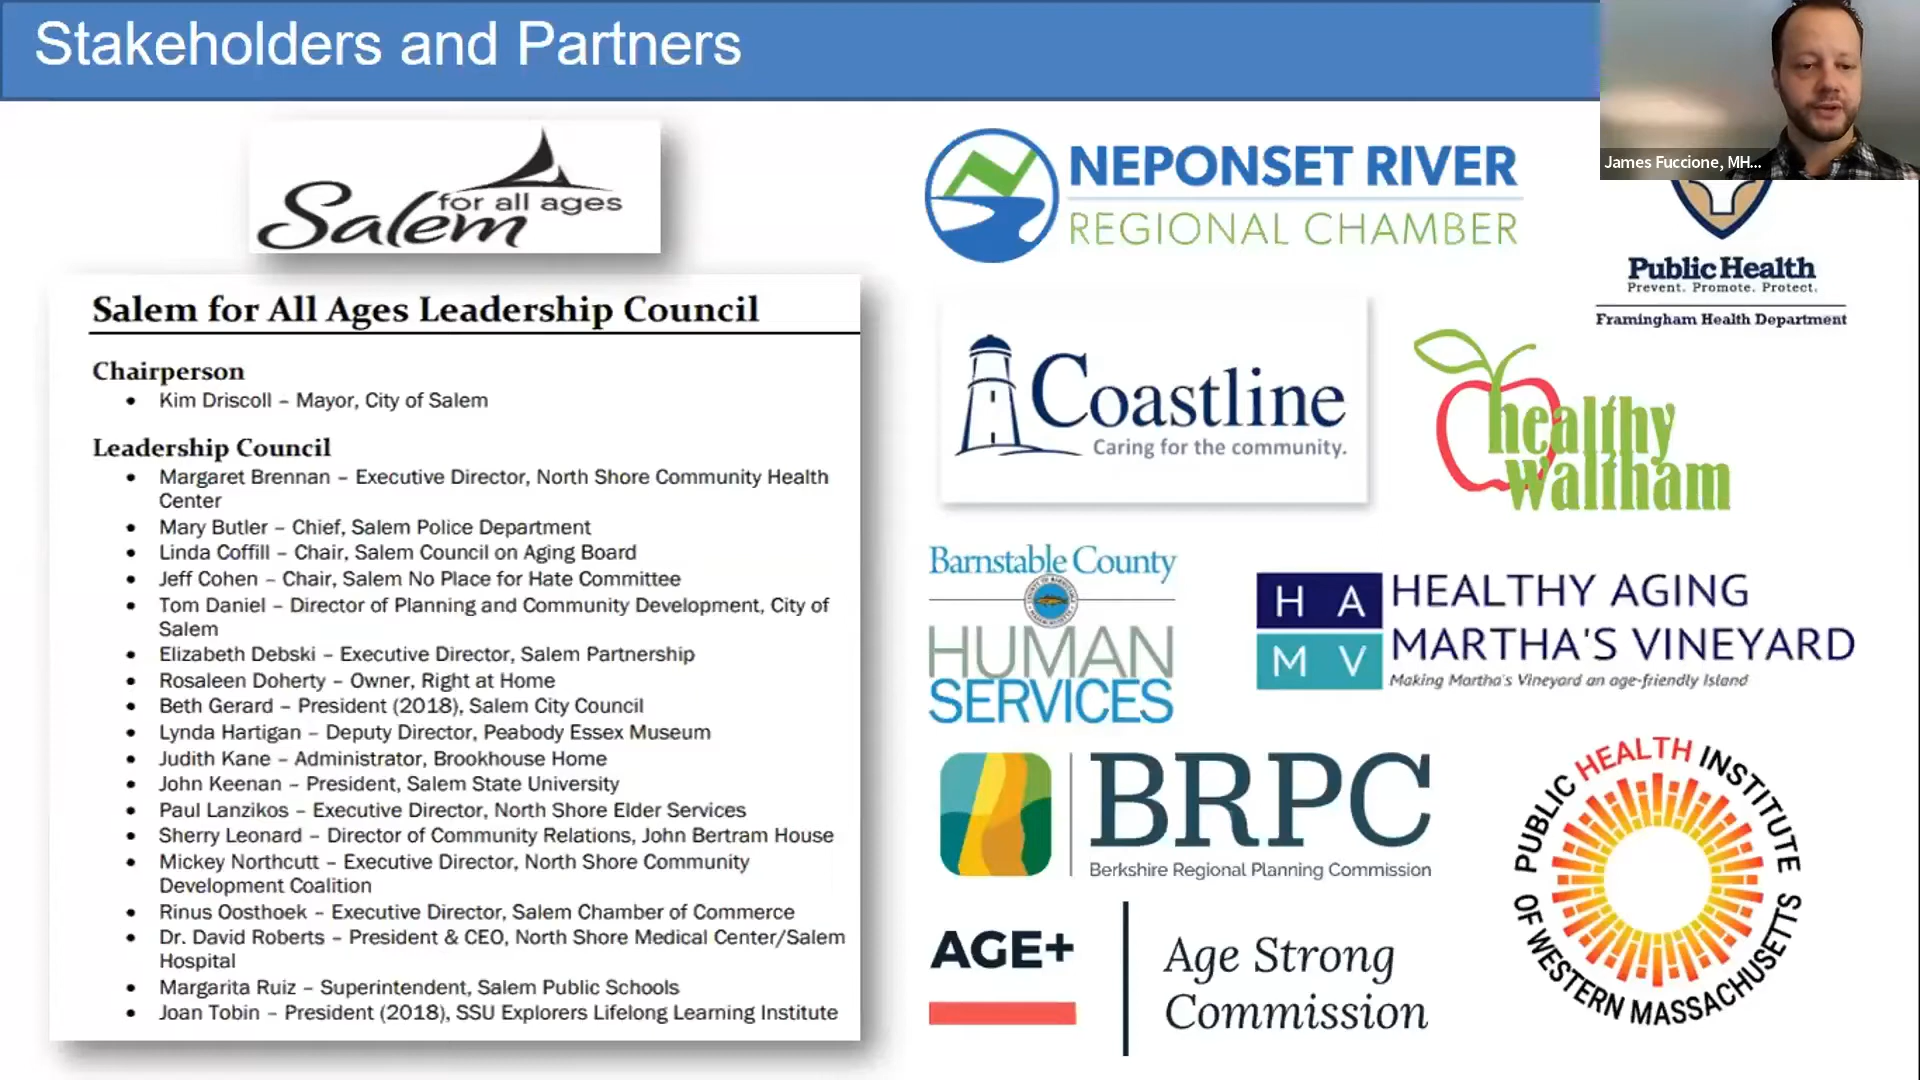 Stakeholders and Partners
James Fuccione, MH...
Salem
for all ages
Salem for All Ages Leadership Council
Chairperson
• Kim Driscoll – Mayor, City of Salem
Leadership Council
• Margaret Brennan – Executive Director, North Shore Community Health
Center
• Mary Butler – Chief, Salem Police Department
• Linda Coffill – Chair, Salem Council on Aging Board
• Jeff Cohen – Chair, Salem No Place for Hate Committee
• Tom Daniel – Director of Planning and Community Development, City of
Salem
• Elizabeth Debski – Executive Director, Salem Partnership
• Rosaleen Doherty – Owner, Right at Home
• Beth Gerard – President (2018), Salem City Council
• Lynda Hartigan – Deputy Director, Peabody Essex Museum
• Judith Kane – Administrator, Brookhouse Home
• John Keenan – President, Salem State University
• Paul Lanzikos – Executive Director, North Shore Elder Services
• Sherry Leonard – Director of Community Relations, John Bertram House
• Mickey Northcutt – Executive Director, North Shore Community
Development Coalition
• Rinus Oosthoek – Executive Director, Salem Chamber of Commerce
• Dr. David Roberts – President & CEO, North Shore Medical Center/Salem
Hospital
• Margarita Ruiz – Superintendent, Salem Public Schools
• Joan Tobin – President (2018), SSU Explorers Lifelong Learning Institute
NEPONSET RIVER
REGIONAL CHAMBER
Public Health
Prevent. Promote. Protect.
Framingham Health Department
Coastline
Caring for the community.
healthy
waltham
Barnstable County
HUMAN
SERVICES
H A
M V
HEALTHY AGING
MARTHA'S VINEYARD
Making Martha's Vineyard an age-friendly Island
BRPC
Berkshire Regional Planning Commission
PUBLIC HEALTH INSTITUTE
OF WESTERN MASSACHUSETTS
AGE+
Age Strong
Commission